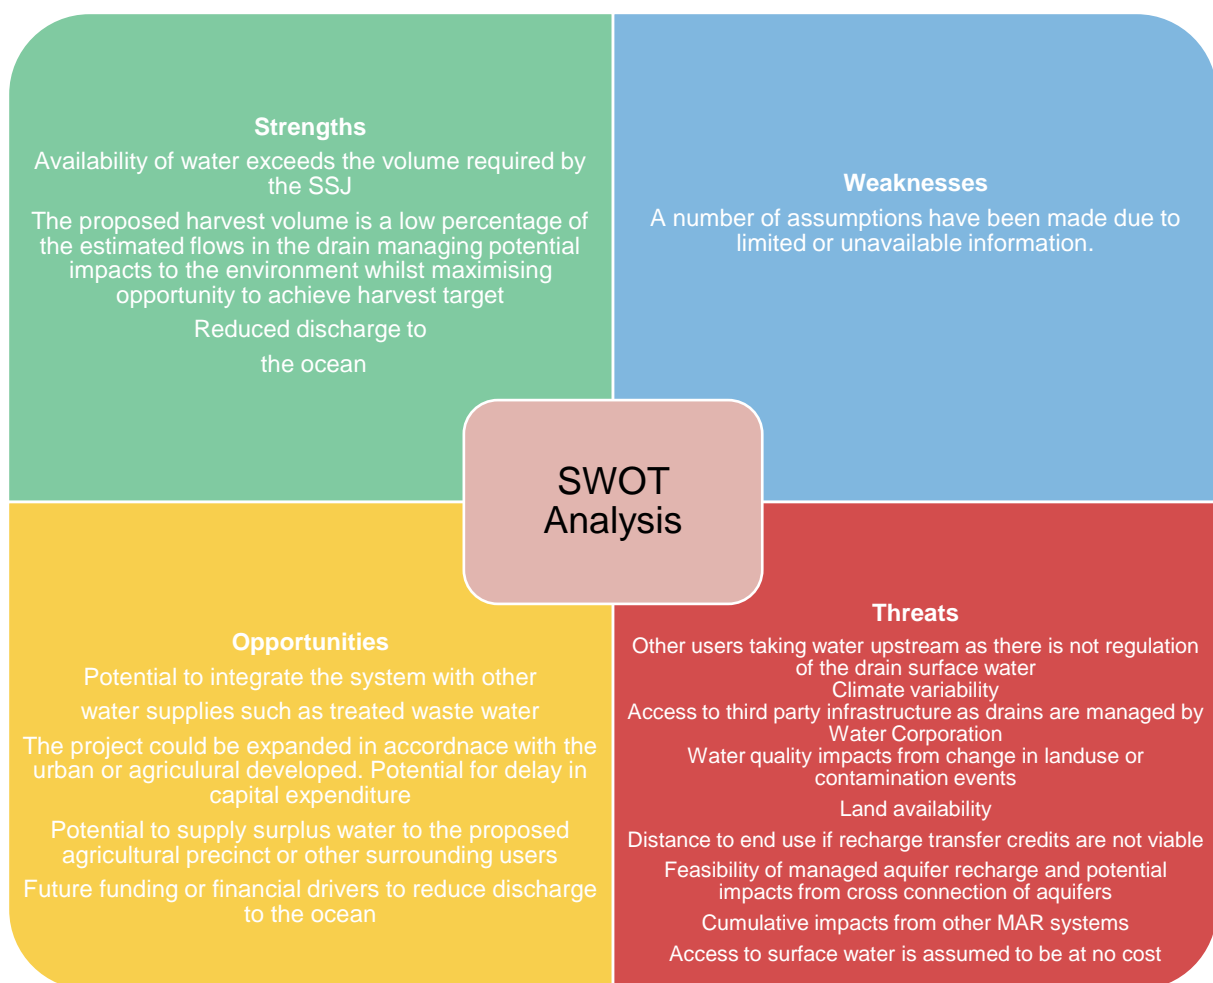 Strengths
Availability of water exceeds the volume required by
the SSJ
The proposed harvest volume is a low percentage of
the estimated flows in the drain managing potential
impacts to the environment whilst maximising
opportunity to achieve harvest target
Reduced discharge to
the ocean
Weaknesses
A number of assumptions have been made due to
limited or unavailable information.
SWOT
Analysis
Opportunities
Potential to integrate the system with other
water supplies such as treated waste water
The project could be expanded in accordnace with the
urban or agriculural developed. Potential for delay in
capital expenditure
Potential to supply surplus water to the proposed
agricultural precinct or other surrounding users
Future funding or financial drivers to reduce discharge
to the ocean
Threats
Other users taking water upstream as there is not regulation
of the drain surface water
Climate variability
Access to third party infrastructure as drains are managed by
Water Corporation
Water quality impacts from change in landuse or
contamination events
Land availability
Distance to end use if recharge transfer credits are not viable
Feasibility of managed aquifer recharge and potential
impacts from cross connection of aquifers
Cumulative impacts from other MAR systems
Access to surface water is assumed to be at no cost